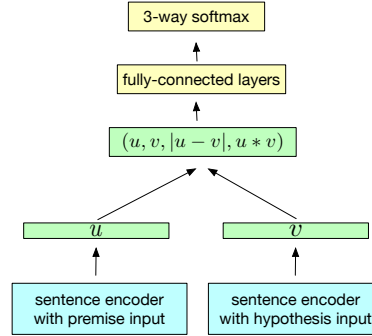 3-way softmax
fully-connected layers
(u, v, |u − v|, u ∗ v)
u
v
sentence encoder
with premise input
sentence encoder
with hypothesis input